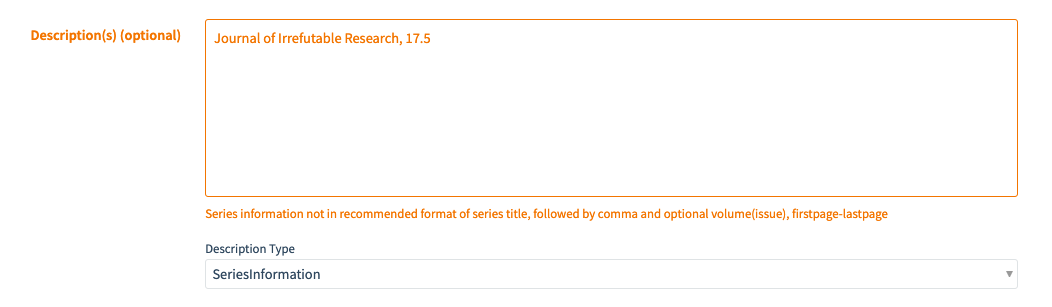 Description(s) (optional)
Journal of Irrefutable Research, 17.5
Series information not in recommended format of series title, followed by comma and optional volume(issue), firstpage-lastpage
Description Type
SeriesInformation